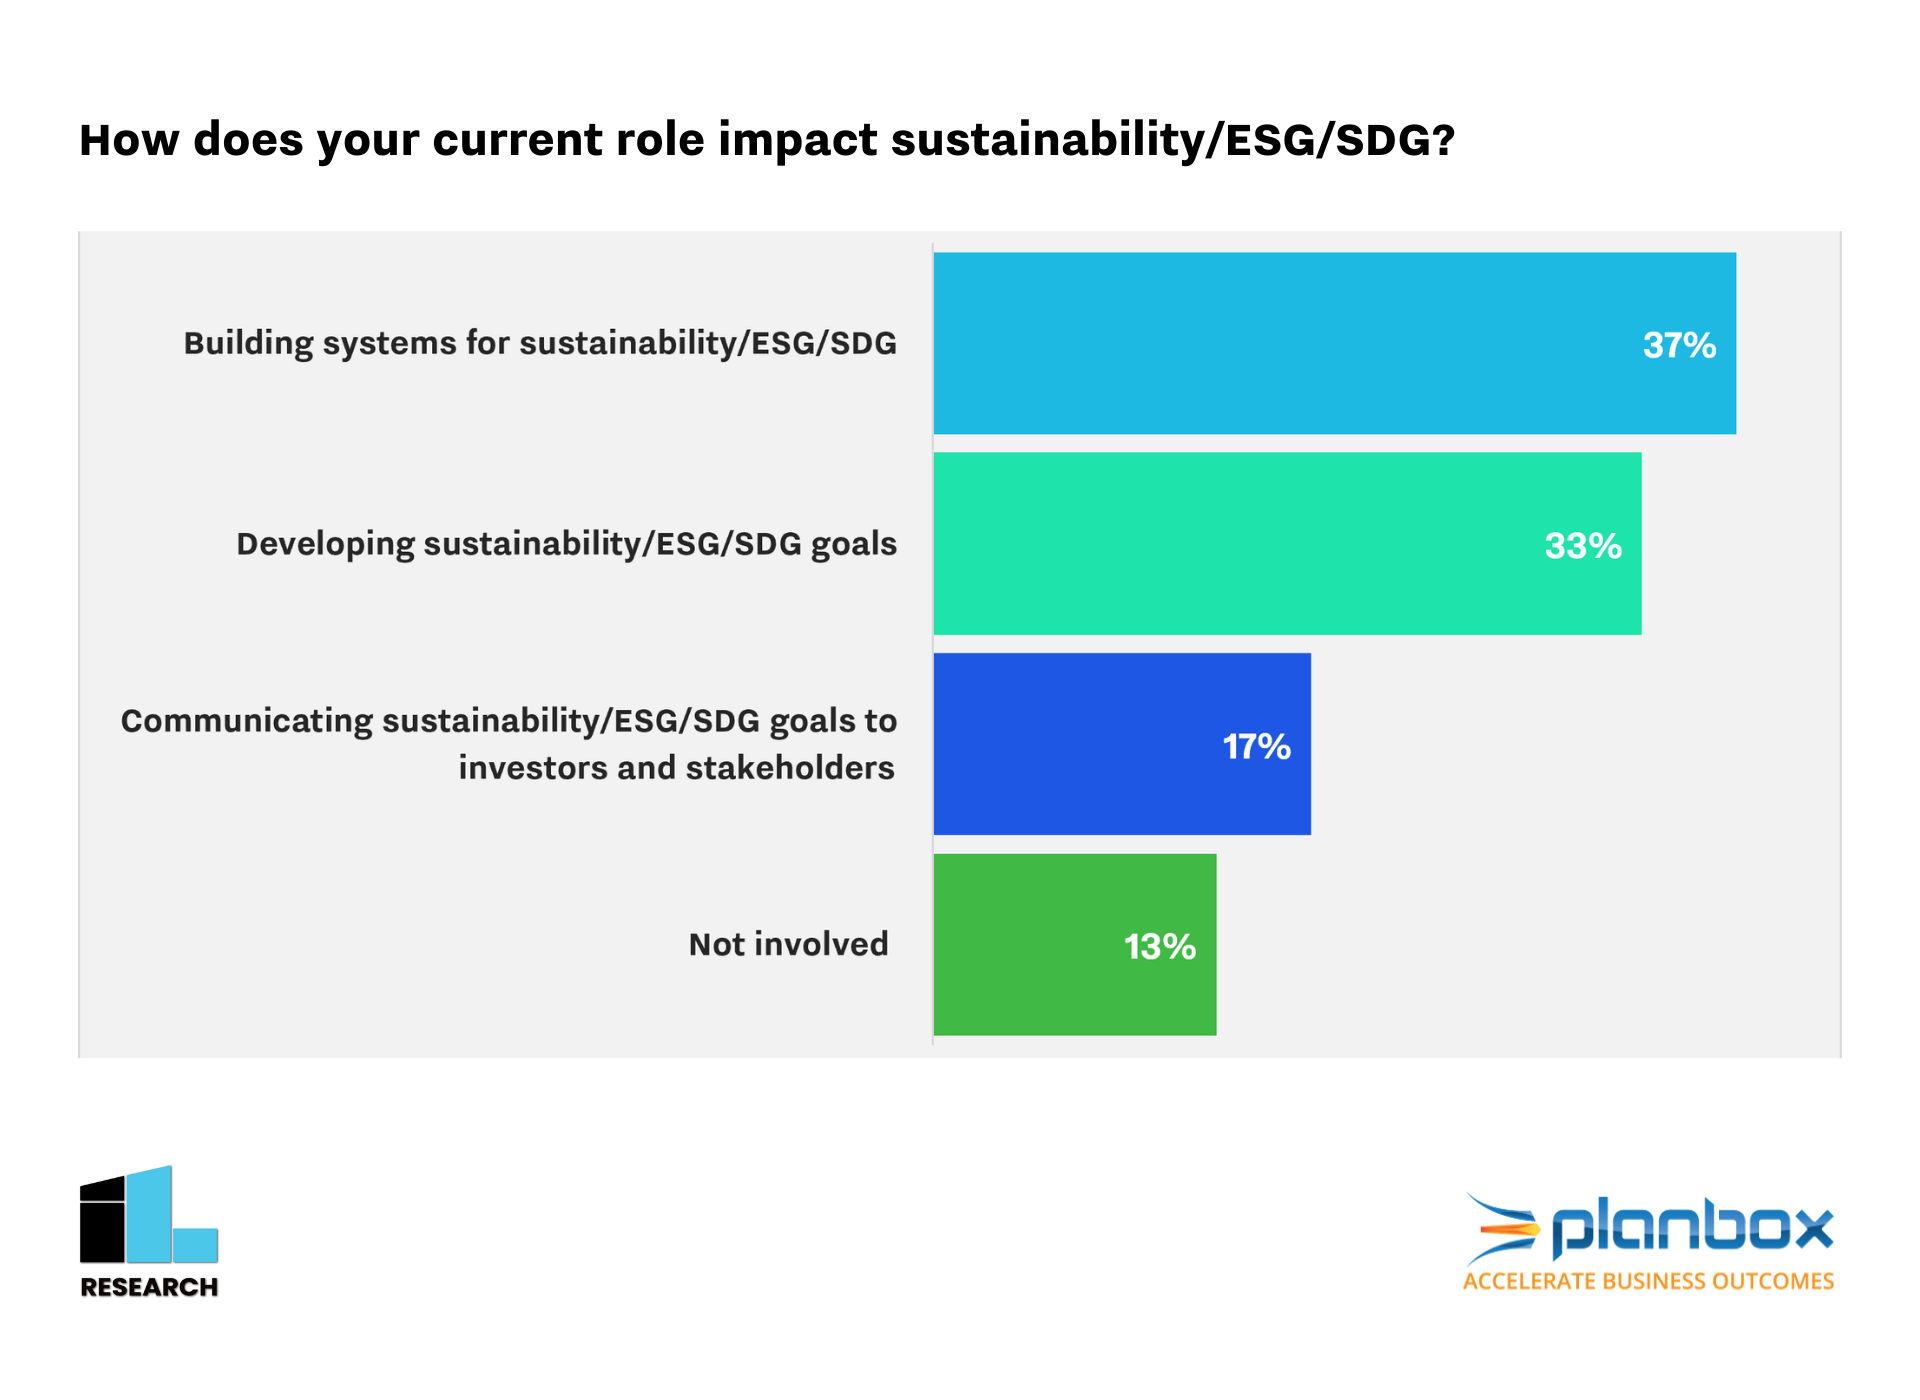 How does your current role impact sustainability/ESG/SDG?
Building systems for sustainability/ESG/SDG
37%
Developing sustainability/ESG/SDG goals
33%
Communicating sustainability/ESG/SDG goals to
investors and stakeholders
17%
Not involved
13%
RESEARCH
planbox
ACCELERATE BUSINESS OUTCOMES